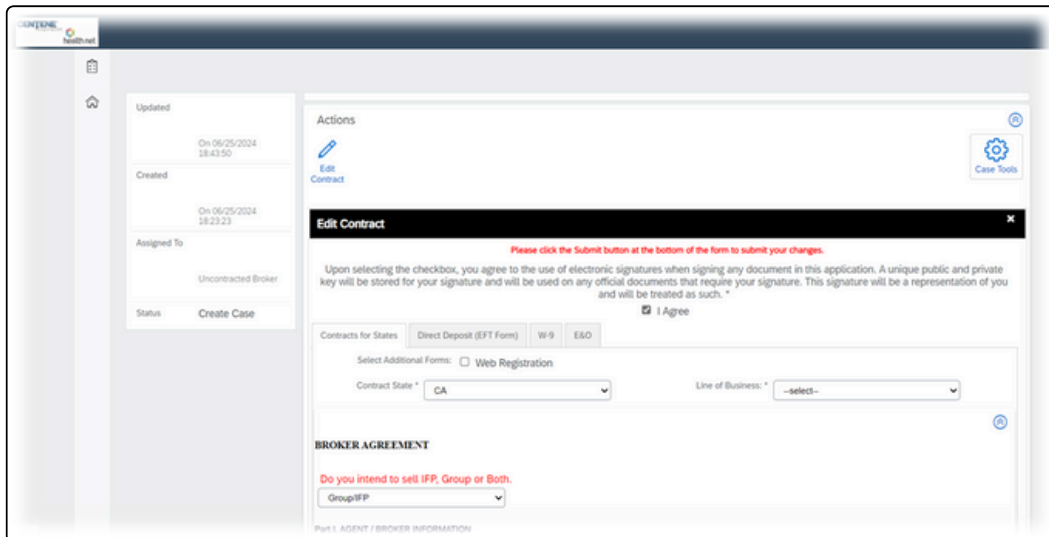 CENTENE
health net
Updated
On 06/25/2024
18:43:50
Created
On 06/25/2024
18:23:23
Assigned To
Uncontracted Broker
Status Create Case
Actions
Edit
Contract
Case Tools
Edit Contract
Please click the Submit button at the bottom of the form to submit your changes.
Upon selecting the checkbox, you agree to the use of electronic signatures when signing any document in this application. A unique public and private
key will be stored for your signature and will be used on any official documents that require your signature. This signature will be a representation of you
and will be treated as such. *
I Agree
Contracts for States Direct Deposit (EFT Form) W-9 E&O
Select Additional Forms: Web Registration
Contract State * CA Line of Business: * --select--
BROKER AGREEMENT
Do you intend to sell IFP, Group or Both.
Group/IFP
Part I. AGENT / BROKER INFORMATION